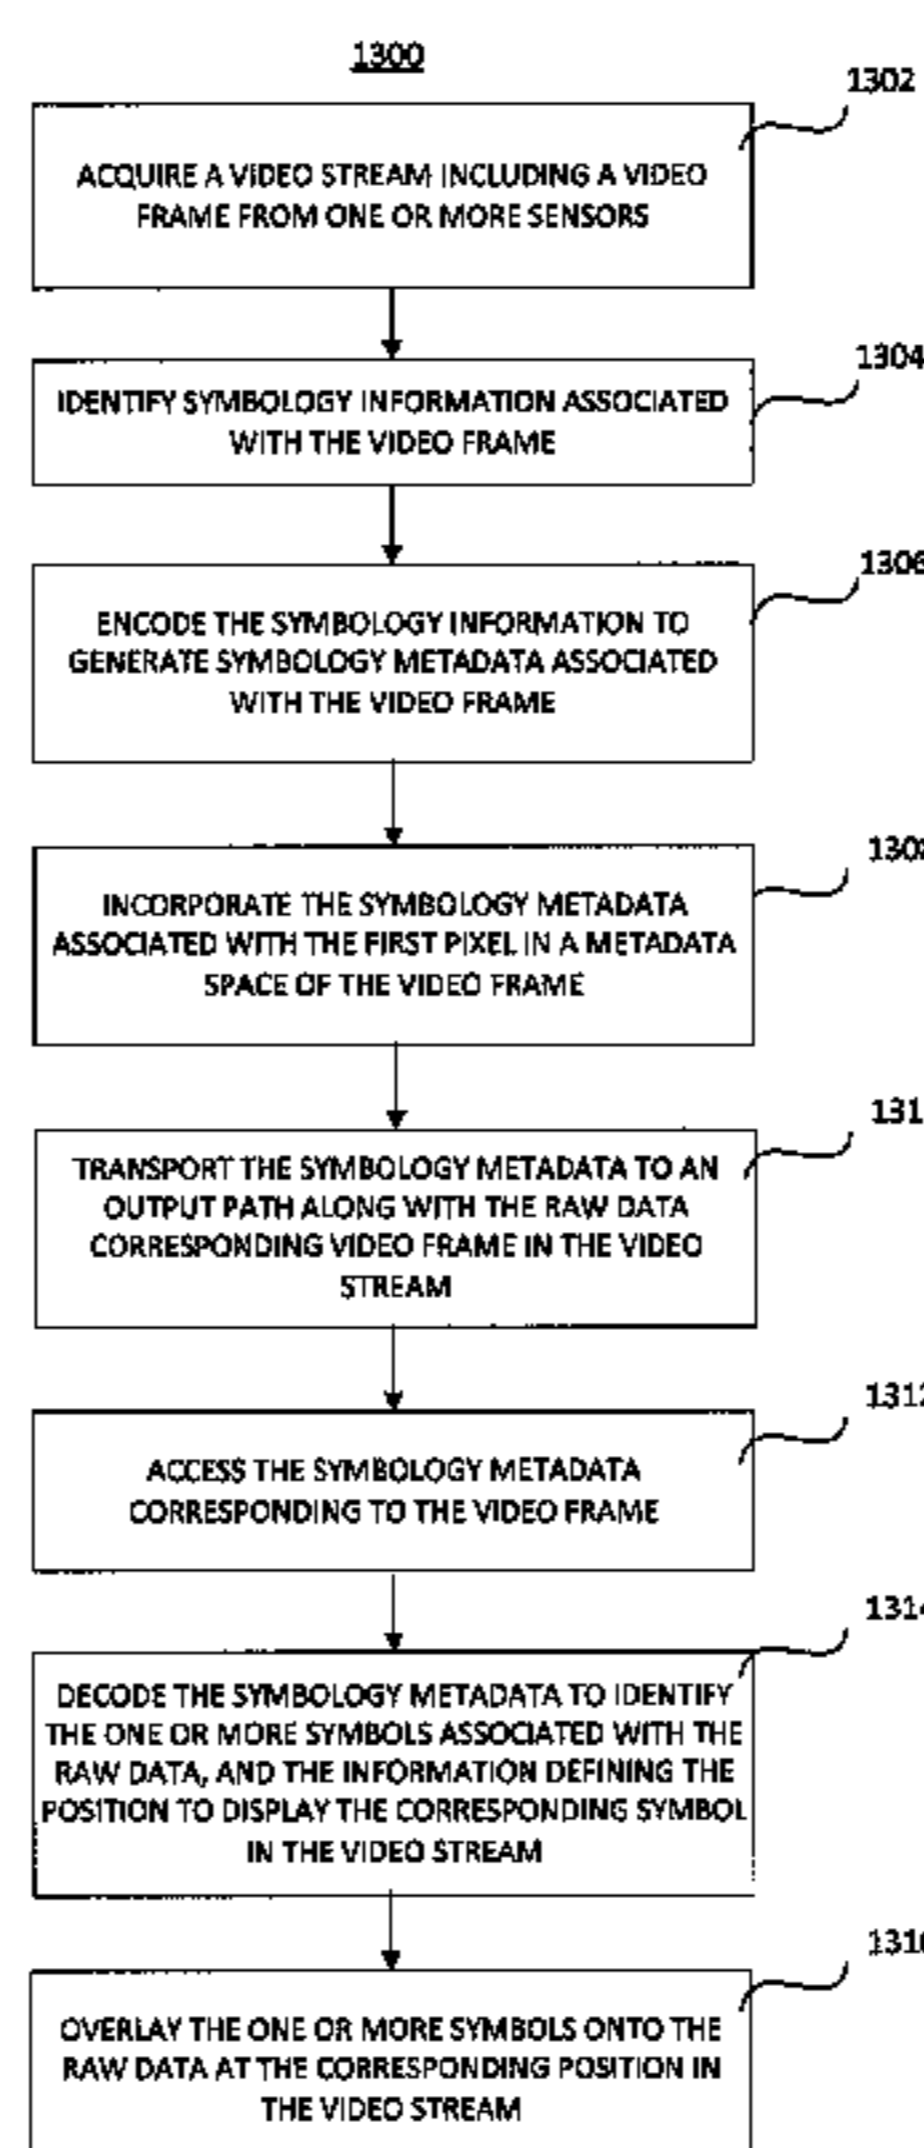 1300
1302
ACQUIRE A VIDEO STREAM INCLUDING A VIDEO
FRAME FROM ONE OR MORE SENSORS
1304
IDENTIFY SYMBOLOGY INFORMATION ASSOCIATED
WITH THE VIDEO FRAME
1306
ENCODE THE SYMBOLOGY INFORMATION TO
GENERATE SYMBOLOGY METADATA ASSOCIATED
WITH THE VIDEO FRAME
1308
INCORPORATE THE SYMBOLOGY METADATA
ASSOCIATED WITH THE FIRST PIXEL IN A METADATA
SPACE OF THE VIDEO FRAME
131
TRANSPORT THE SYMBOLOGY METADATA TO AN
OUTPUT PATH ALONG WITH THE RAW DATA
CORRESPONDING VIDEO FRAME IN THE VIDEO
STREAM
1312
ACCESS THE SYMBOLOGY METADATA
CORRESPONDING TO THE VIDEO FRAME
1314
DECODE THE SYMBOLOGY METADATA TO IDENTIFY
THE ONE OR MORE SYMBOLS ASSOCIATED WITH THE
RAW DATA, AND THE INFORMATION DEFINING THE
POSITION TO DISPLAY THE CORRESPONDING SYMBOL
IN THE VIDEO STREAM
1316
OVERLAY THE ONE OR MORE SYMBOLS ONTO THE
RAW DATA AT THE CORRESPONDING POSITION IN
THE VIDEO STREAM